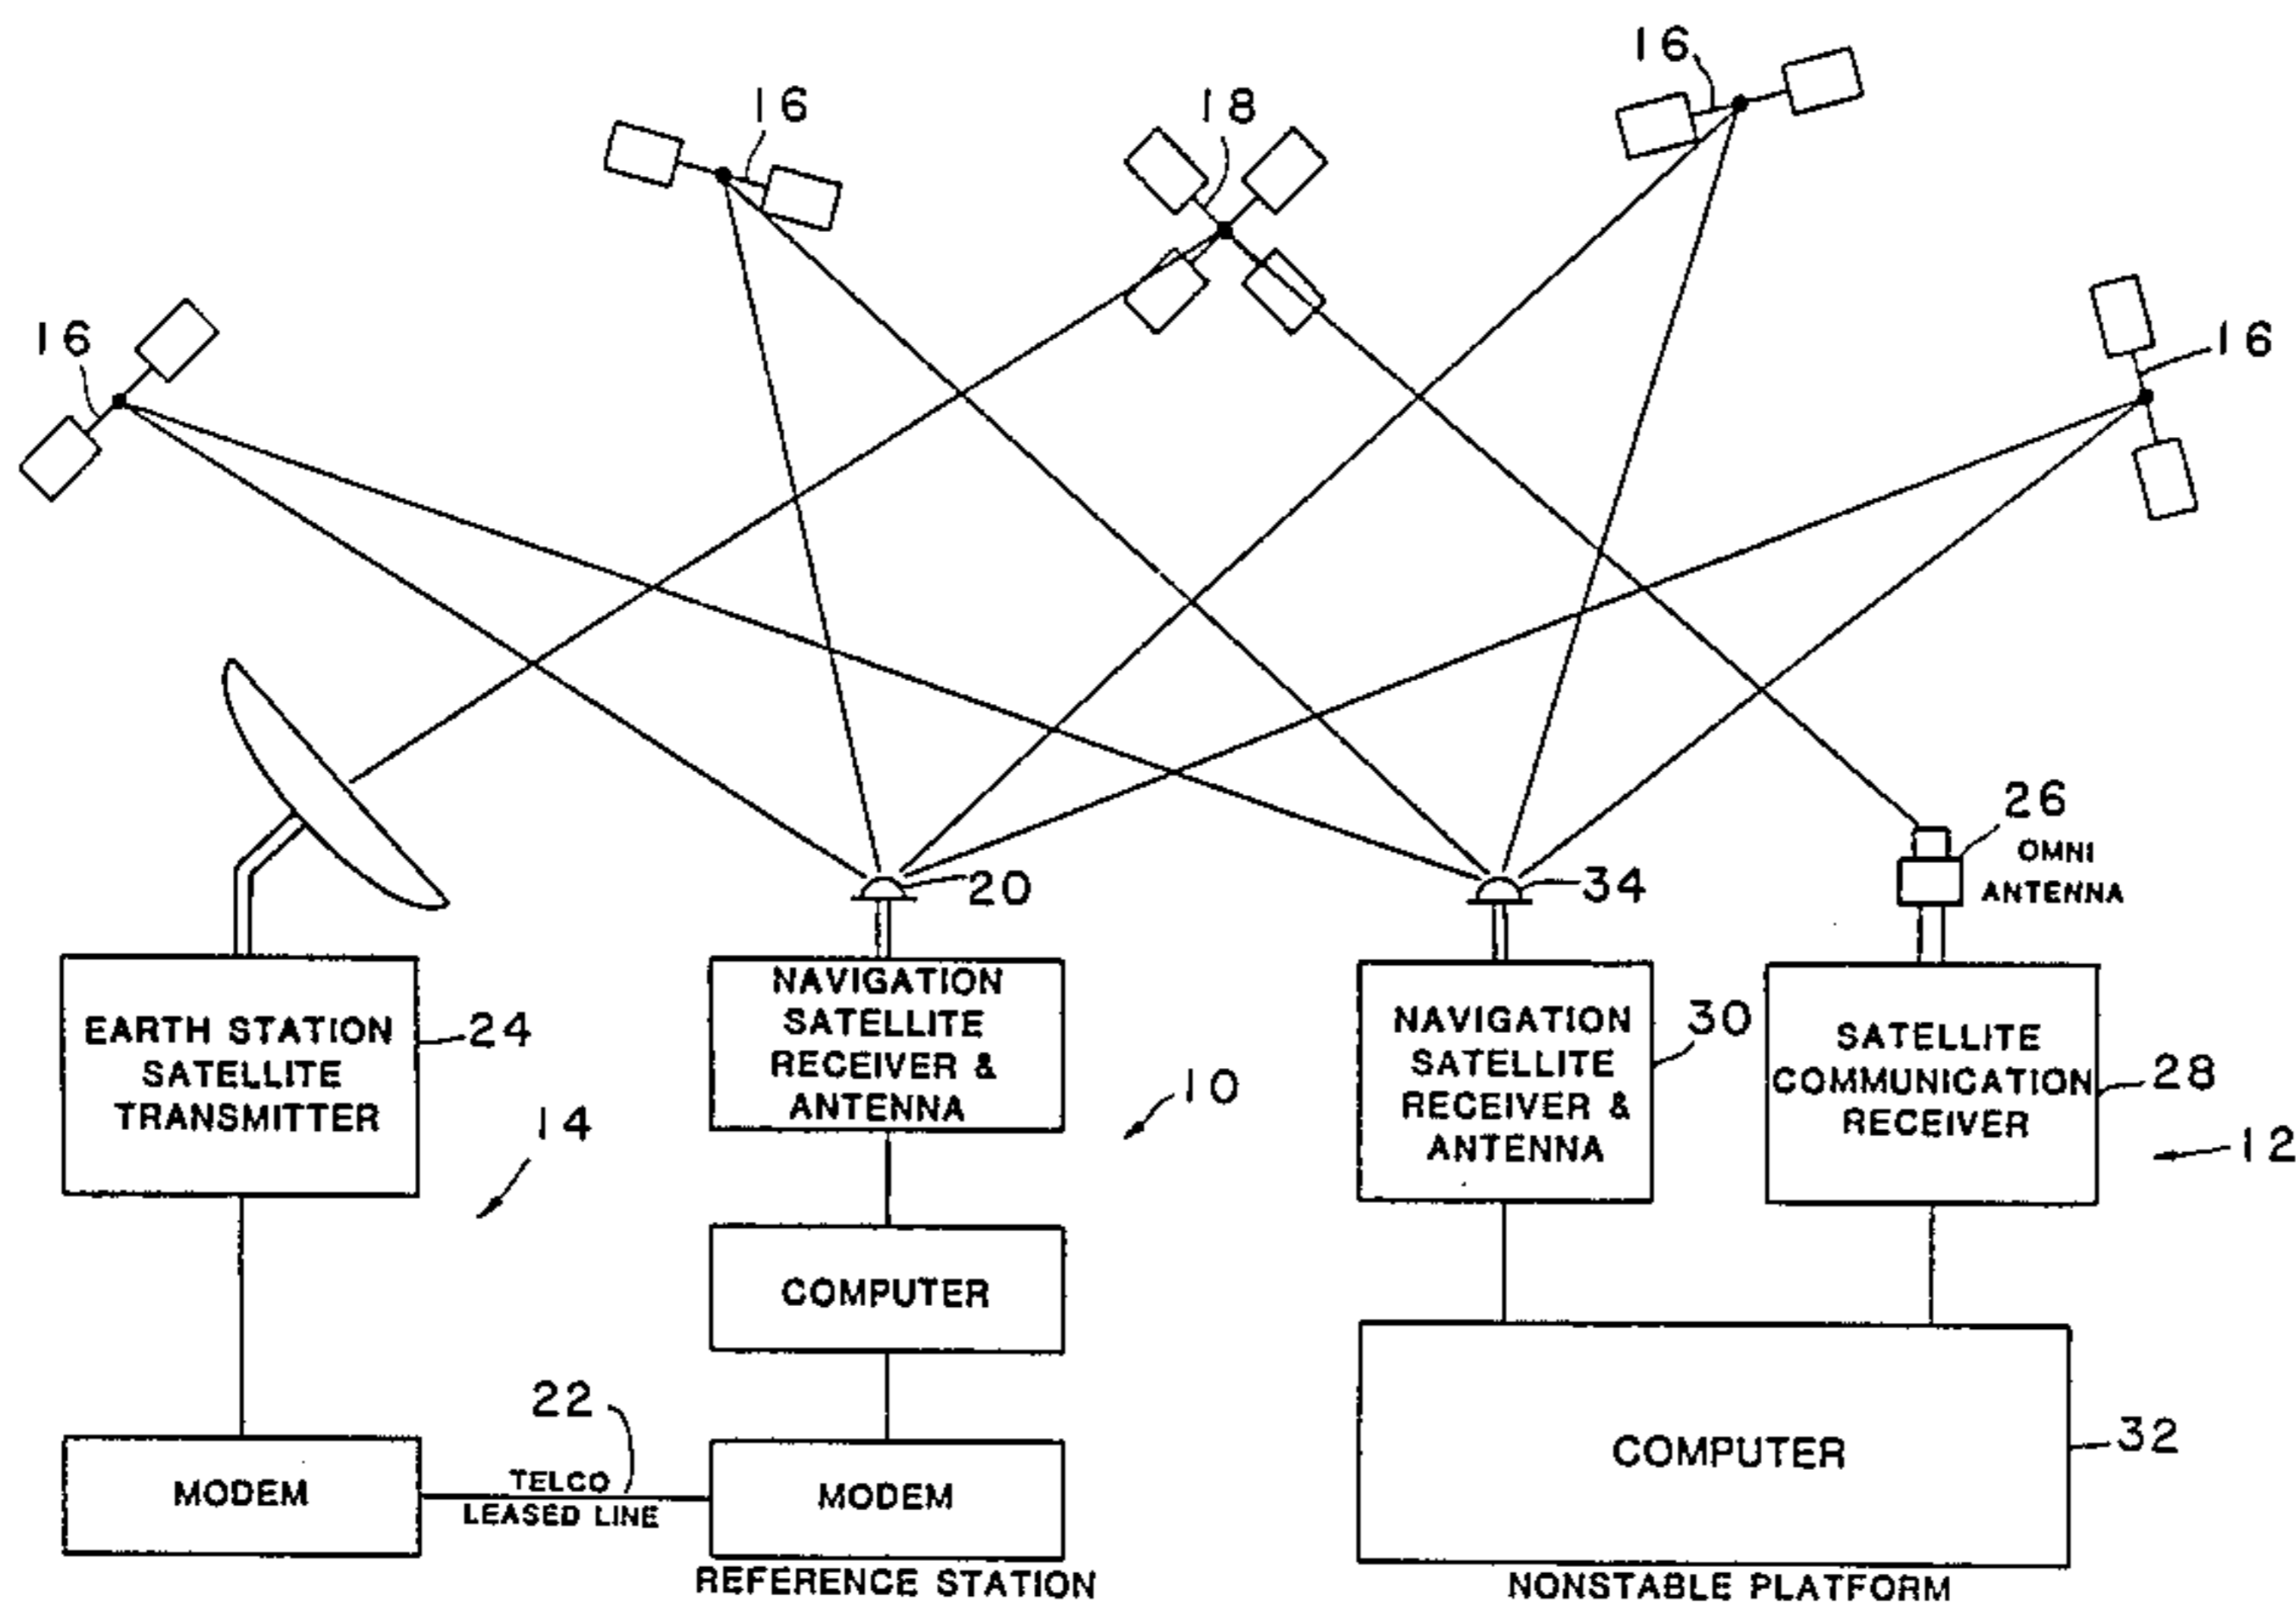 16
16
18
16
16
26
OMNI
ANTENNA
20
34
EARTH STATION
SATELLITE
TRANSMITTER
24
14
NAVIGATION
SATELLITE
RECEIVER &
ANTENNA
10
NAVIGATION
SATELLITE
RECEIVER &
ANTENNA
30
SATELLITE
COMMUNICATION
RECEIVER
28
12
COMPUTER
COMPUTER
32
MODEM
22
TELCO
LEASED LINE
MODEM
REFERENCE STATION
NONSTABLE PLATFORM